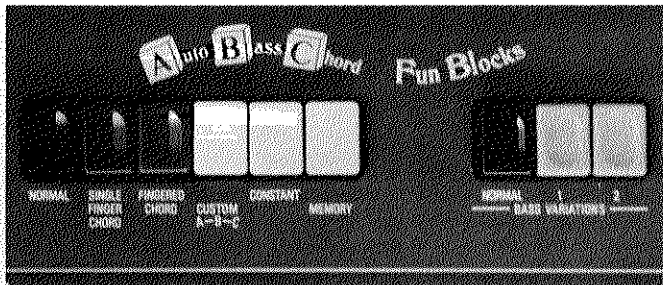 Auto Bass Chord Fun Blocks
NORMAL
SINGLE FINGER CHORD
FINGERED CHORD
CUSTOM A-B-C
CONSTANT
MEMORY
NORMAL 1 2
BASS VARIATIONS